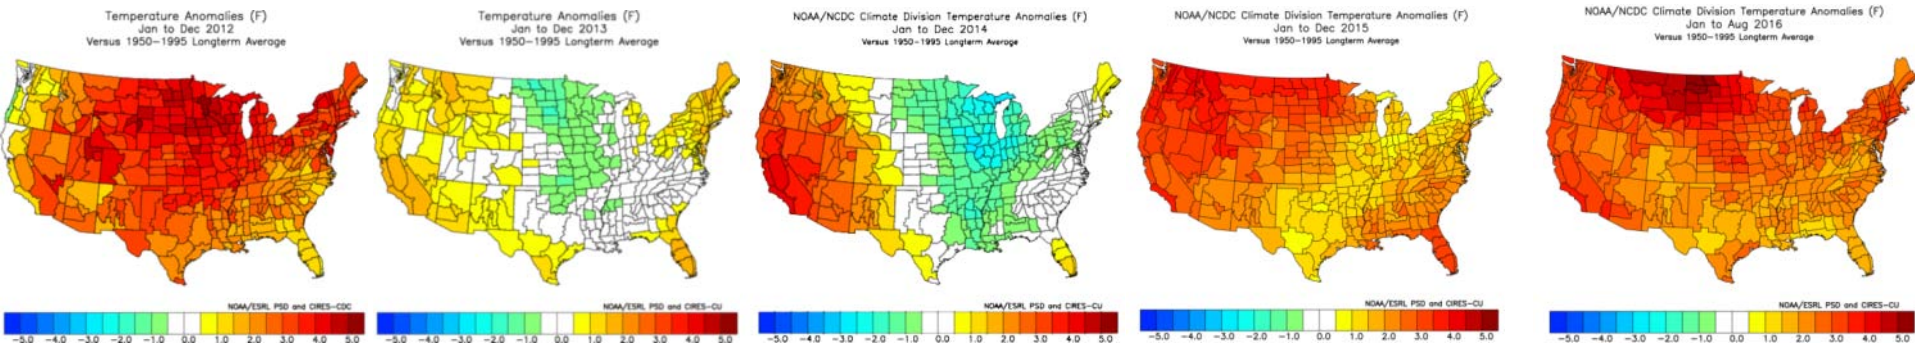 Temperature Anomalies (F)
Jan to Dec 2012
Versus 1950-1995 Longterm Average
NOAA/ESRL PSD and CIRES-CDC
-5.0 -4.0 -3.0 -2.0 -1.0 0.0 1.0 2.0 3.0 4.0 5.0
Temperature Anomalies (F)
Jan to Dec 2013
Versus 1950-1995 Longterm Average
NOAA/ESRL PSD and CIRES-CU
-5.0 -4.0 -3.0 -2.0 -1.0 0.0 1.0 2.0 3.0 4.0 5.0
NOAA/NCDC Climate Division Temperature Anomalies (F)
Jan to Dec 2014
Versus 1950-1995 Longterm Average
NOAA/ESRL PSD and CIRES-CU
-5.0 -4.0 -3.0 -2.0 -1.0 0.0 1.0 2.0 3.0 4.0 5.0
NOAA/NCDC Climate Division Temperature Anomalies (F)
Jan to Dec 2015
Versus 1950-1995 Longterm Average
NOAA/ESRL PSD and CIRES-CU
-5.0 -4.0 -3.0 -2.0 -1.0 0.0 1.0 2.0 3.0 4.0 5.0
NOAA/NCDC Climate Division Temperature Anomalies (F)
Jan to Aug 2016
Versus 1950-1995 Longterm Average
NOAA/ESRL PSD and CIRES-CU
-5.0 -4.0 -3.0 -2.0 -1.0 0.0 1.0 2.0 3.0 4.0 5.0